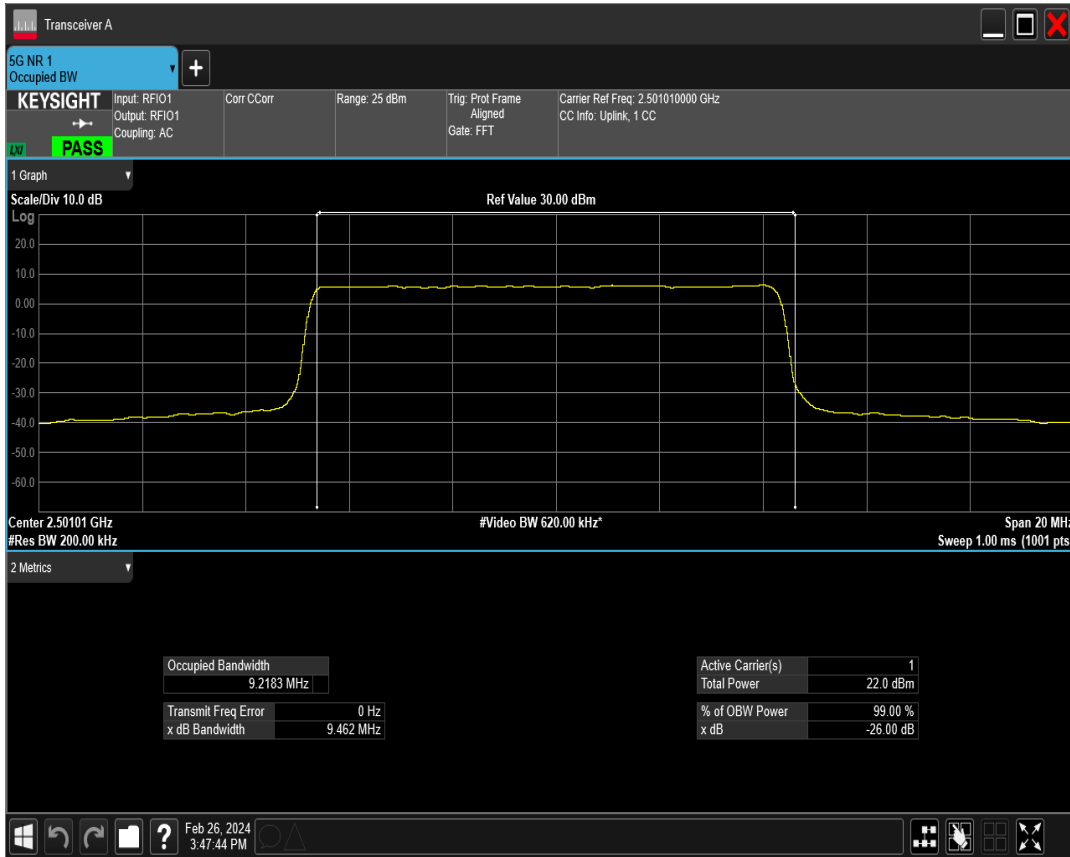 Transceiver A
5G NR 1
Occupied BW
KEYSIGHT
LXI
PASS
Input: RFIO1
Output: RFIO1
Coupling: AC
Corr CCorr
Range: 25 dBm
Trig: Prot Frame
Aligned
Gate: FFT
Carrier Ref Freq: 2.501010000 GHz
CC Info: Uplink, 1 CC
1 Graph
Scale/Div 10.0 dB
Ref Value 30.00 dBm
Log
20.0
10.0
0.00
-10.0
-20.0
-30.0
-40.0
-50.0
-60.0
Center 2.50101 GHz
#Video BW 620.00 kHz*
Span 20 MHz
#Res BW 200.00 kHz
Sweep 1.00 ms (1001 pts
2 Metrics
Occupied Bandwidth
9.2183 MHz
Transmit Freq Error 0 Hz
x dB Bandwidth 9.462 MHz
Active Carrier(s) 1
Total Power 22.0 dBm
% of OBW Power 99.00 %
x dB -26.00 dB
?
Feb 26, 2024
3:47:44 PM